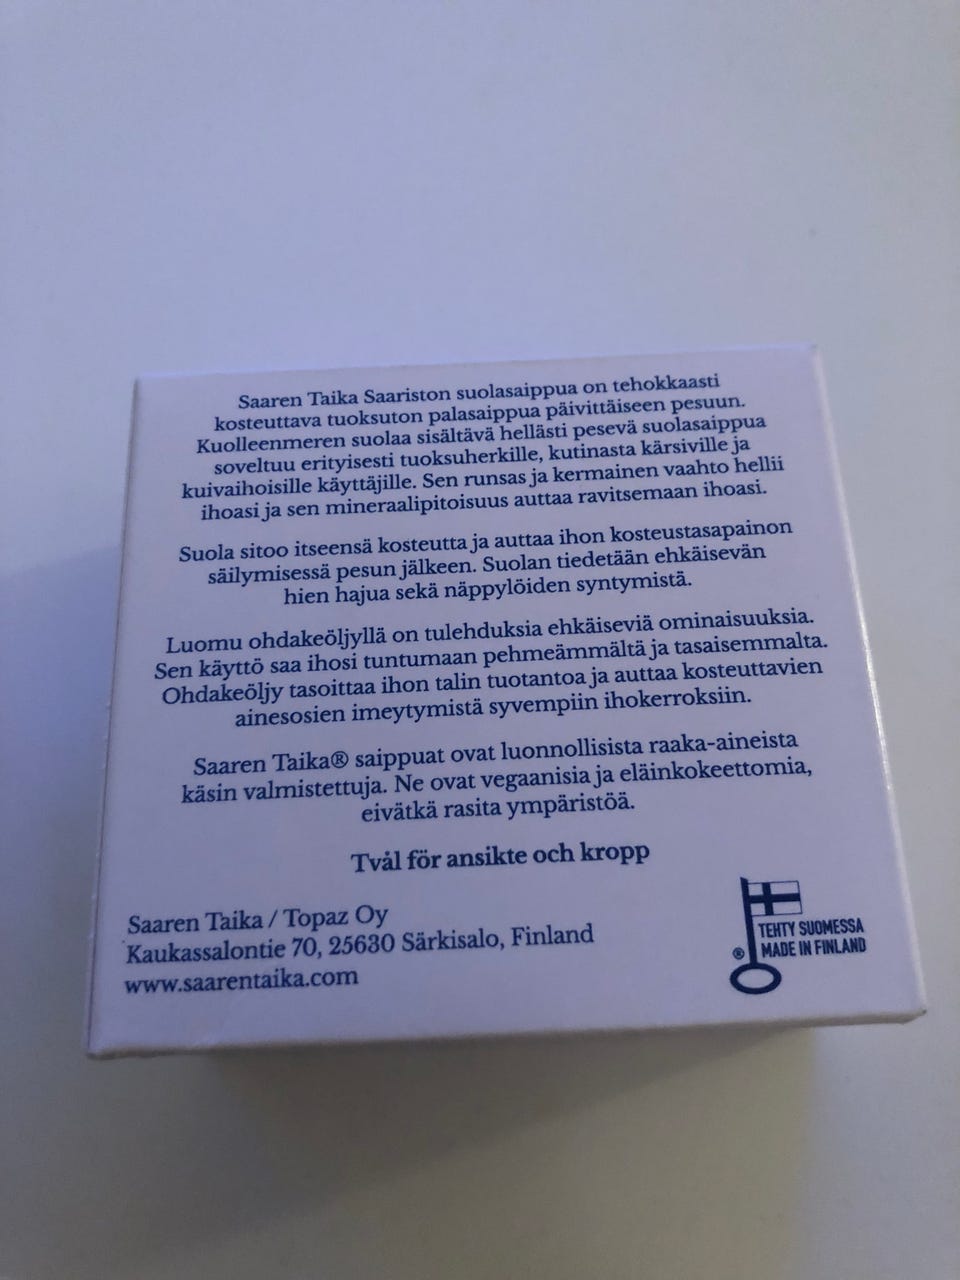 Saaren Taika Saariston suolasaippua on tehokkaasti
kosteuttava tuoksuton palasaippua päivittäiseen pesuun.
Kuolleenmeren suolaa sisältävä hellästi pesevä suolasaippua
soveltuu erityisesti tuoksuherkille, kutinasta kärsiville ja
kuivaihoisille käyttäjille. Sen runsas ja kermainen vaahto hellii
ihoasi ja sen mineraalipitoisuus auttaa ravitsemaan ihoasi.
Suola sitoo itseensä kosteutta ja auttaa ihon kosteustasapainon
säilymisessä pesun jälkeen. Suolan tiedetään ehkäisevän
hien hajua sekä näppylöiden syntymistä.
Luomu ohdakeöljyllä on tulehduksia ehkäiseviä ominaisuuksia.
Sen käyttö saa ihosi tuntumaan pehmeämmältä ja tasaisemmalta.
Ohdakeöljy tasoittaa ihon talin tuotantoa ja auttaa kosteuttavien
ainesosien imeytymistä syvempiin ihokerroksiin.
Saaren Taika® saippuat ovat luonnollisista raaka-aineista
käsin valmistettuja. Ne ovat vegaanisia ja eläinkokeettomia,
eivätkä rasita ympäristöä.
Tvål för ansikte och kropp
Saaren Taika / Topaz Oy
Kaukassalontie 70, 25630 Särkisalo, Finland
www.saarentaika.com
TEHTY SUOMESSA
® MADE IN FINLAND